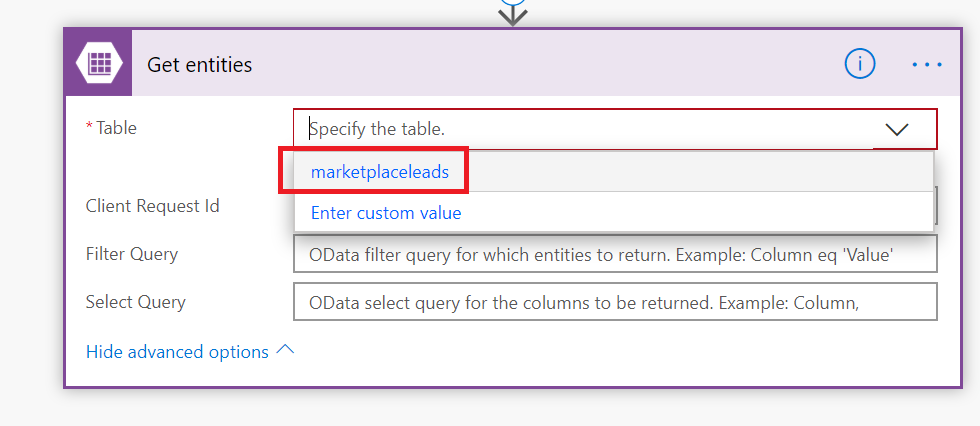 Get entities
* Table
Specify the table.
marketplaceleads
Enter custom value
Client Request Id
Filter Query
OData filter query for which entities to return. Example: Column eq 'Value'
Select Query
OData select query for the columns to be returned. Example: Column,
Hide advanced options